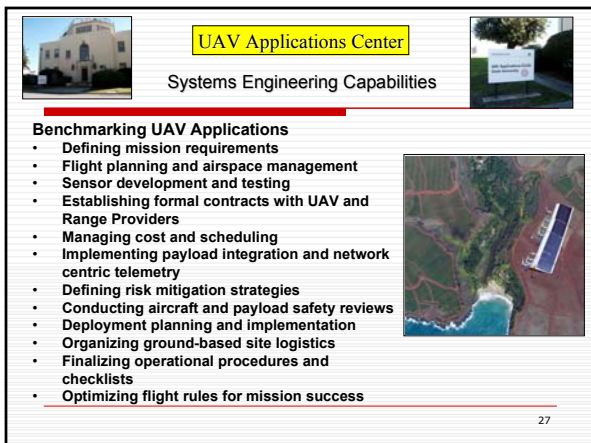 UAV Applications Center
Systems Engineering Capabilities
Benchmarking UAV Applications
• Defining mission requirements
• Flight planning and airspace management
• Sensor development and testing
• Establishing formal contracts with UAV and
Range Providers
• Managing cost and scheduling
• Implementing payload integration and network
centric telemetry
• Defining risk mitigation strategies
• Conducting aircraft and payload safety reviews
• Deployment planning and implementation
• Organizing ground-based site logistics
• Finalizing operational procedures and
checklists
• Optimizing flight rules for mission success
27